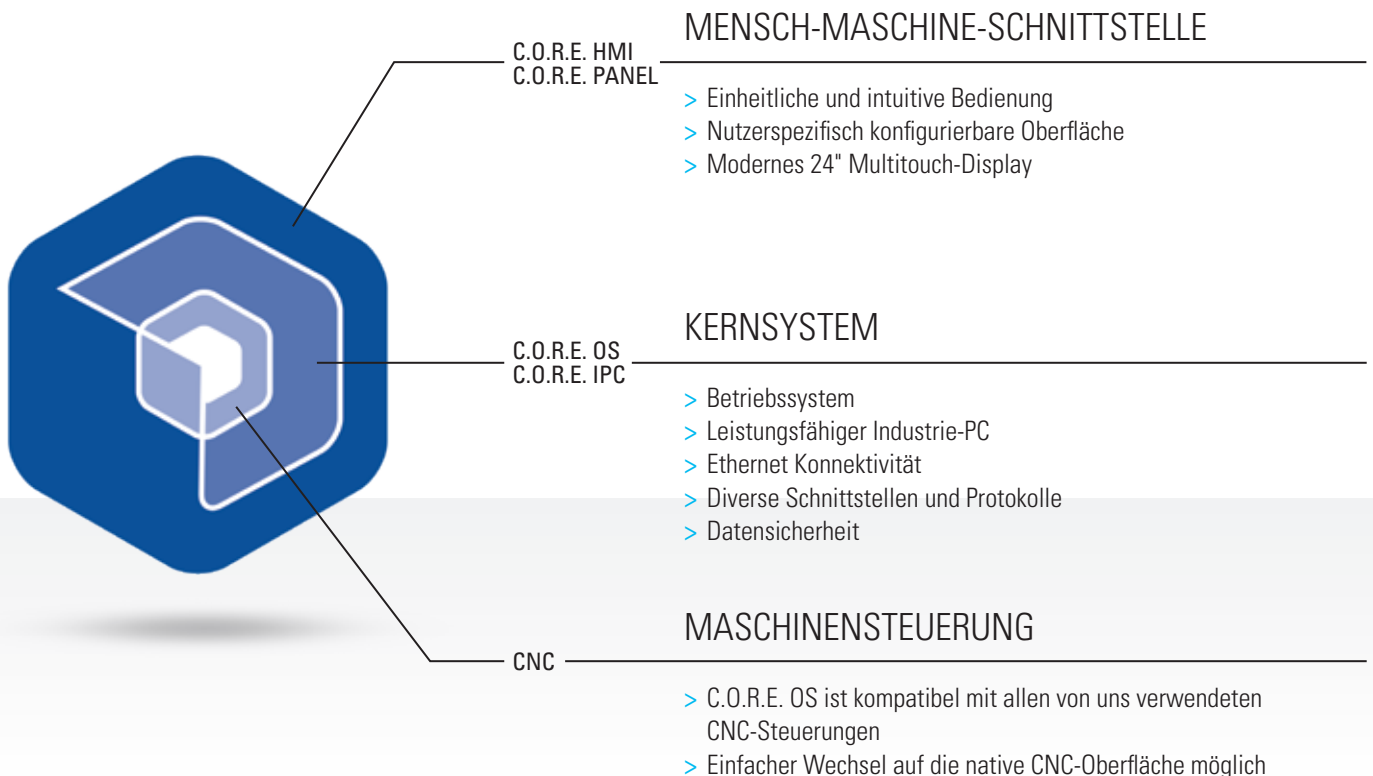 MENSCH-MASCHINE-SCHNITTSTELLE
C.O.R.E. HMI
C.O.R.E. PANEL
> Einheitliche und intuitive Bedienung
> Nutzerspezifisch konfigurierbare Oberfläche
> Modernes 24" Multitouch-Display
KERNSYSTEM
C.O.R.E. OS
C.O.R.E. IPC
> Betriebssystem
> Leistungsfähiger Industrie-PC
> Ethernet Konnektivität
> Diverse Schnittstellen und Protokolle
> Datensicherheit
MASCHINENSTEUERUNG
CNC
> C.O.R.E. OS ist kompatibel mit allen von uns verwendeten
CNC-Steuerungen
> Einfacher Wechsel auf die native CNC-Oberfläche möglich